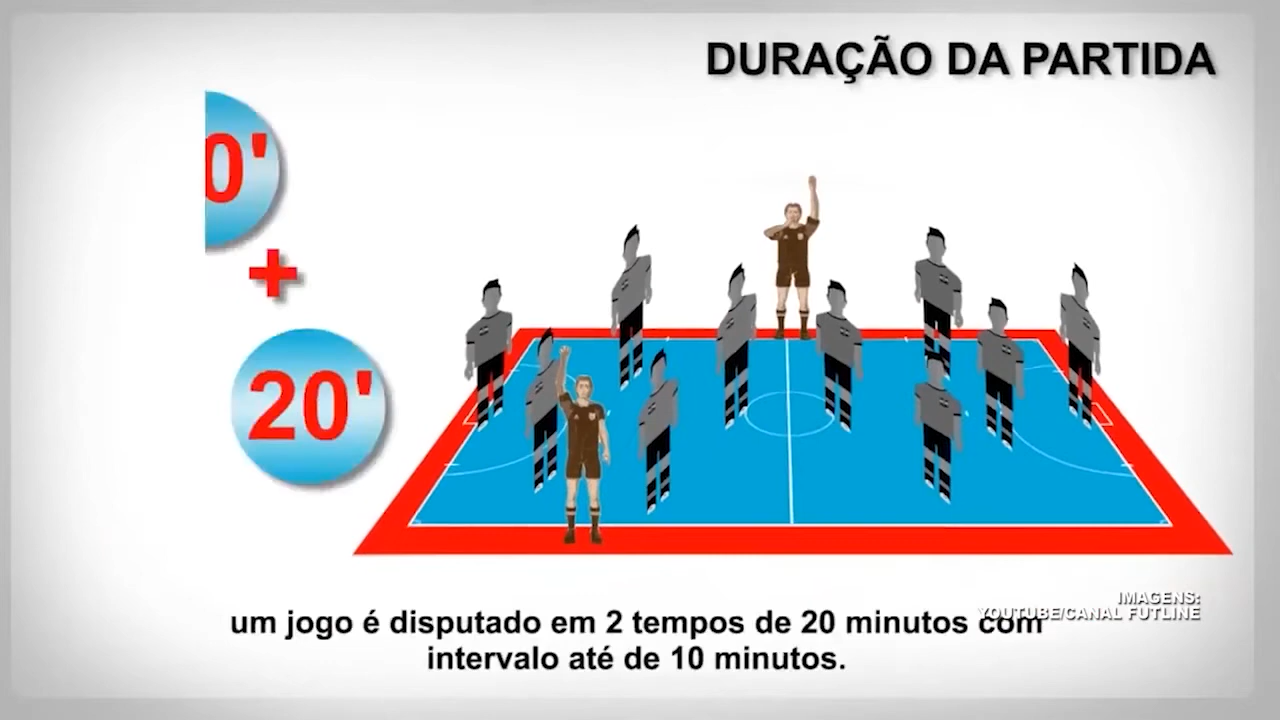 DURAÇÃO DA PARTIDA
0'
+
20'
IMAGENS:
YOUTUBE/CANAL FUTLINE
um jogo é disputado em 2 tempos de 20 minutos com
intervalo até de 10 minutos.